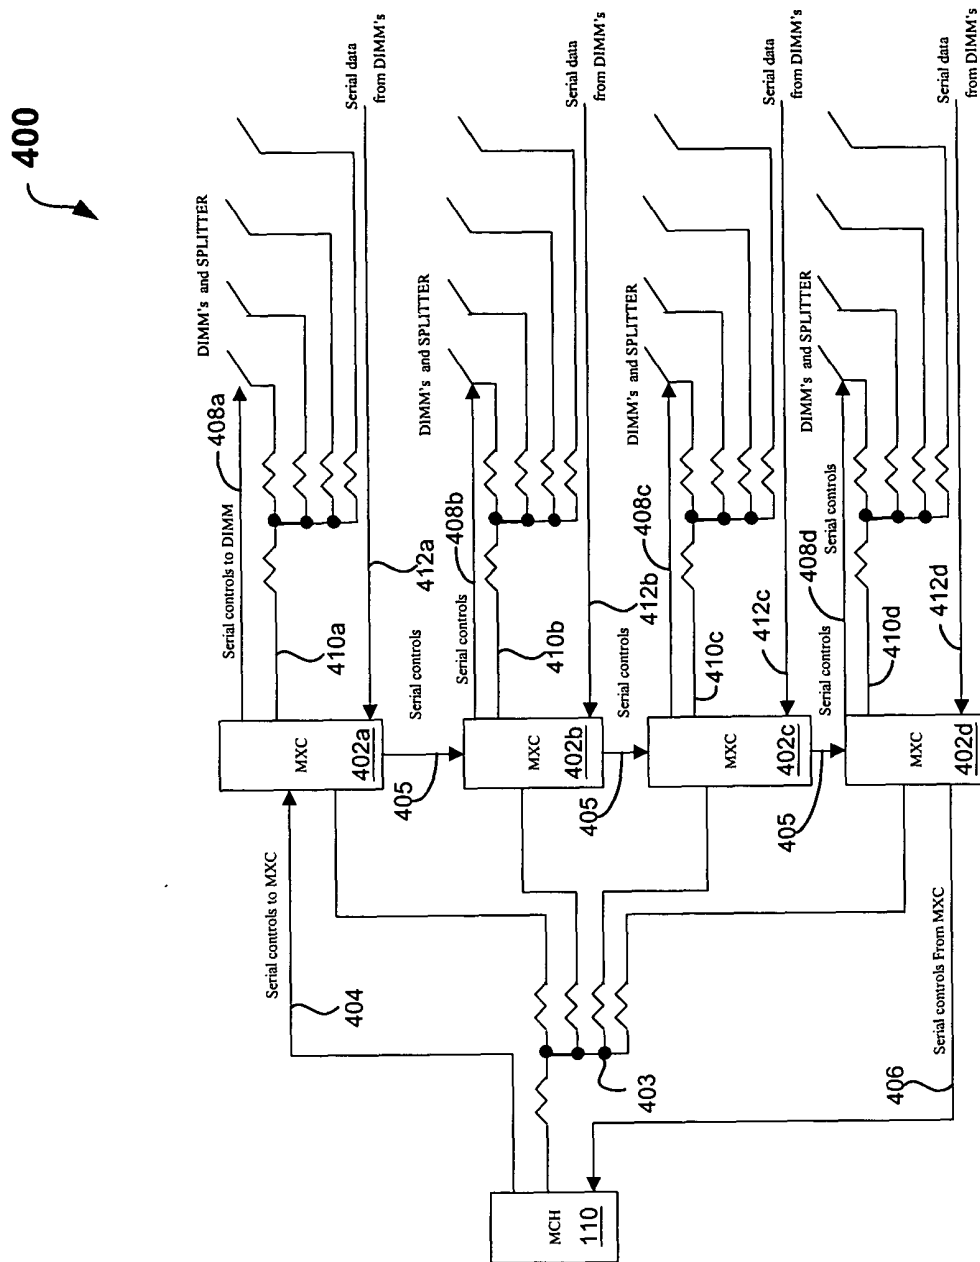 400
DIMM's and SPLITTER
Serial controls to DIMM
408a
410a
Serial data
from DIMM's
412a
MXC
402a
Serial controls to MXC
404
Serial controls
405
DIMM's and SPLITTER
408b
Serial controls
410b
Serial data
from DIMM's
412b
MXC
402b
Serial controls
405
DIMM's and SPLITTER
408c
410c
Serial data
from DIMM's
412c
MXC
402c
405
DIMM's and SPLITTER
408d
Serial controls
Serial controls
410d
Serial data
from DIMM's
412d
MXC
402d
403
Serial controls From MXC
406
MCH
110